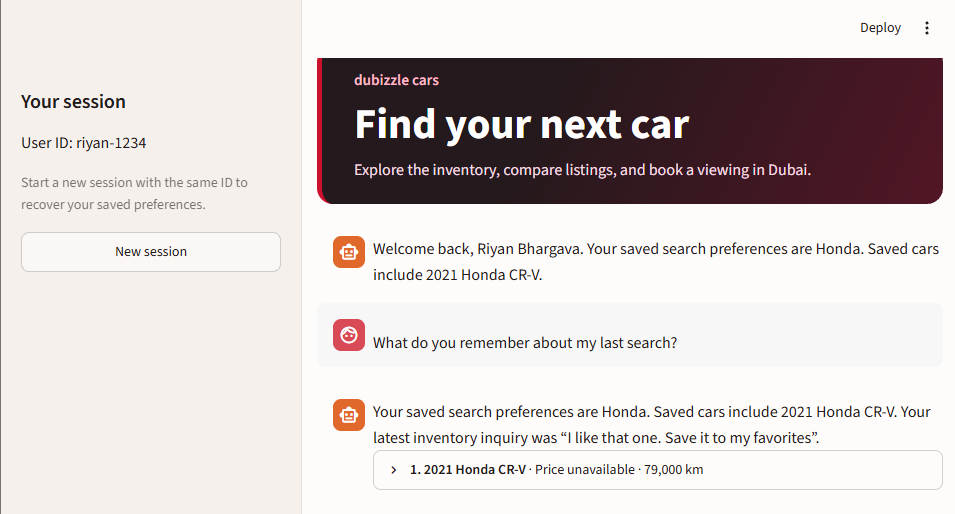 Deploy
Your session
User ID: riyan-1234
Start a new session with the same ID to
recover your saved preferences.
New session
dubizzle cars
Find your next car
Explore the inventory, compare listings, and book a viewing in Dubai.
Welcome back, Riyan Bhargava. Your saved search preferences are Honda. Saved cars
include 2021 Honda CR-V.
What do you remember about my last search?
Your saved search preferences are Honda. Saved cars include 2021 Honda CR-V. Your
latest inventory inquiry was “I like that one. Save it to my favorites”.
1. 2021 Honda CR-V · Price unavailable · 79,000 km